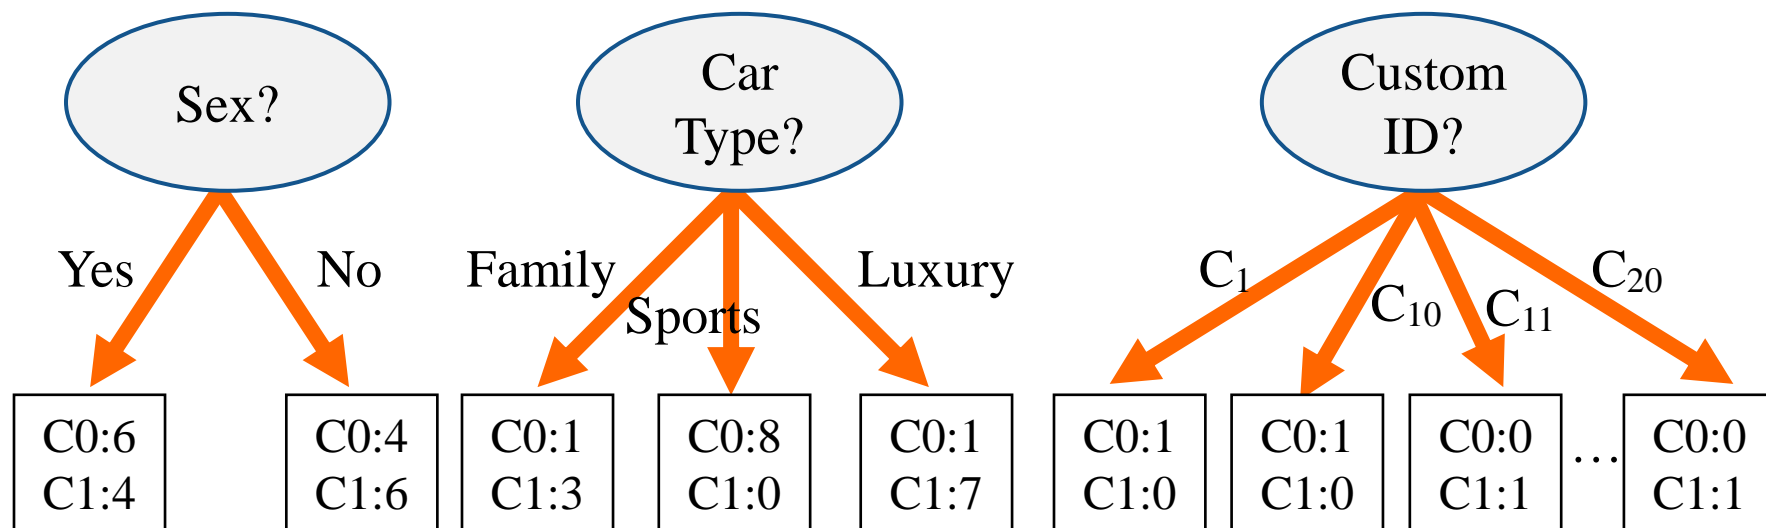 Sex?
Yes
No
C0:6
C1:4
C0:4
C1:6
Car
Type?
Family
Sports
Luxury
C0:1
C1:3
C0:8
C1:0
C0:1
C1:7
Custom
ID?
C₁
C₁₀
C₁₁
C₂₀
C0:1
C1:0
C0:1
C1:0
C0:0
C1:1
…
C0:0
C1:1